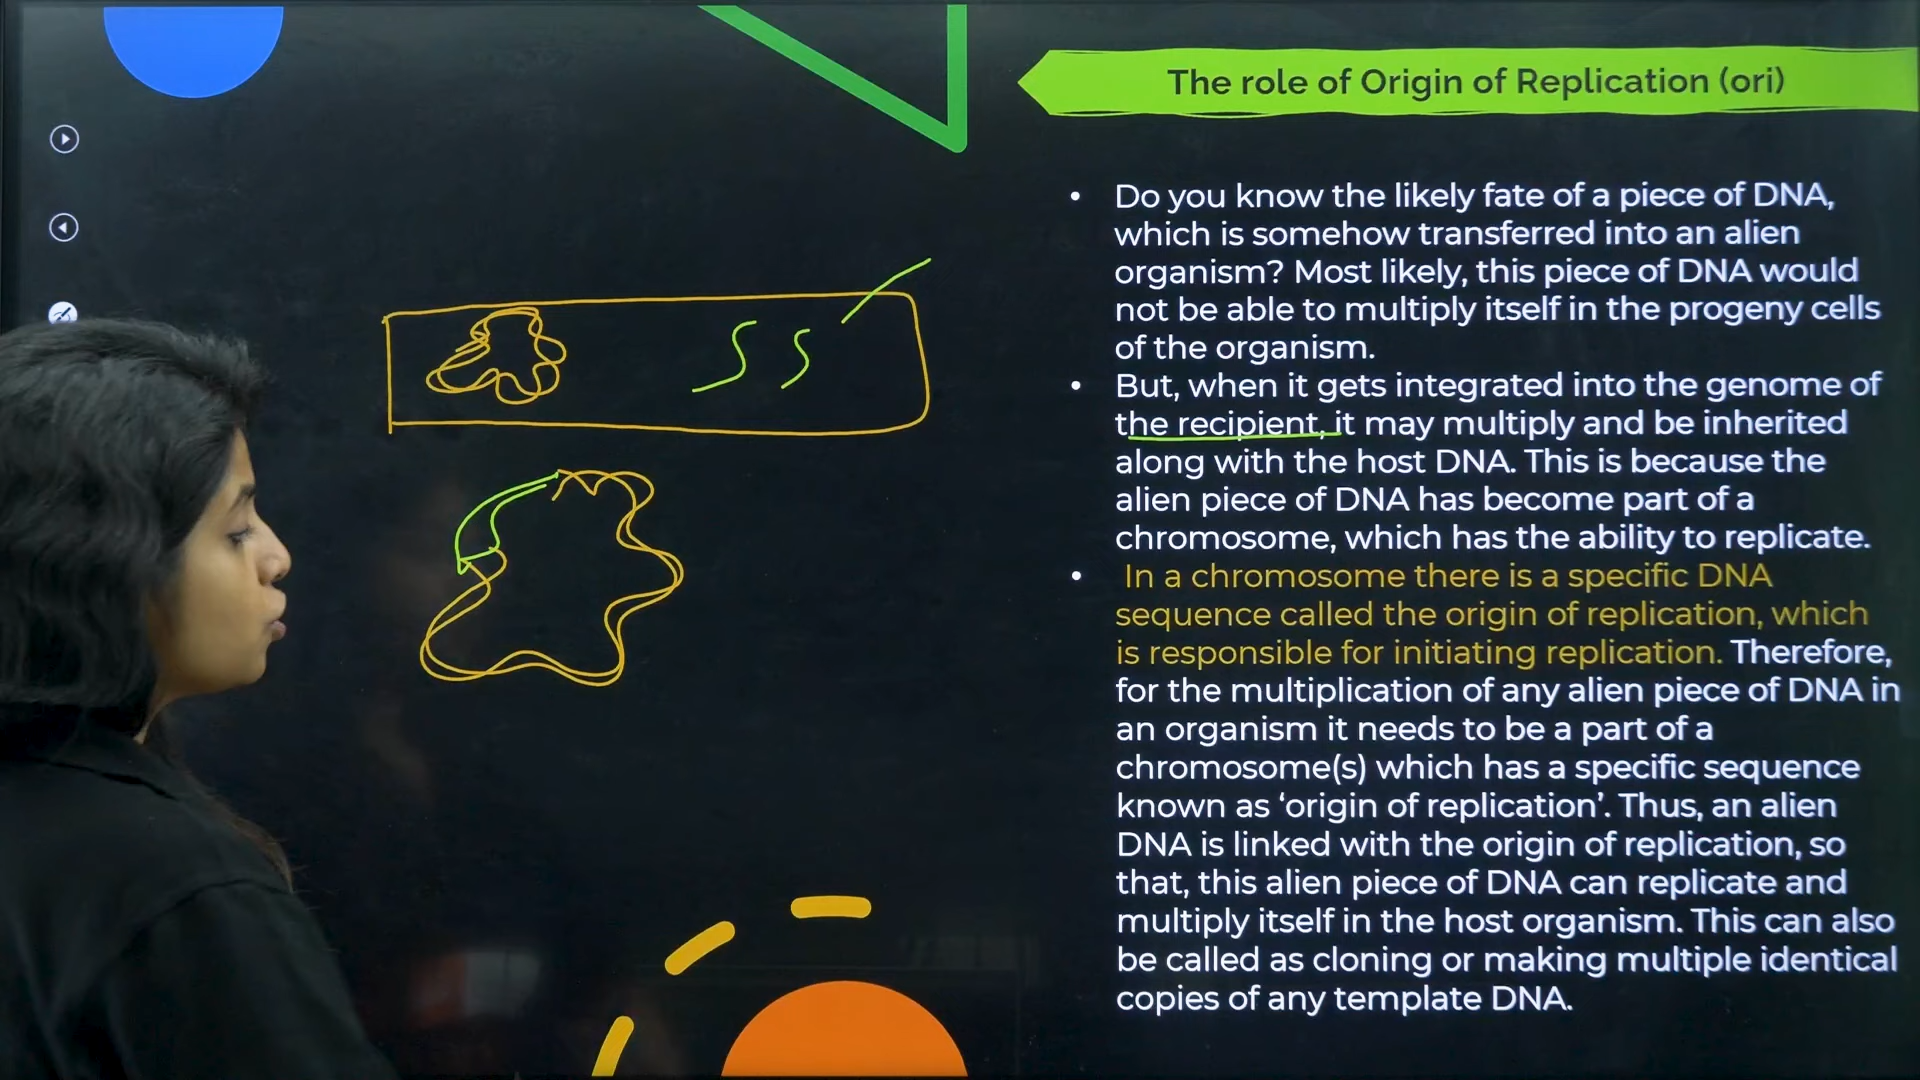 The role of Origin of Replication (ori)
• Do you know the likely fate of a piece of DNA,
which is somehow transferred into an alien
organism? Most likely, this piece of DNA would
not be able to multiply itself in the progeny cells
of the organism.
• But, when it gets integrated into the genome of
the recipient, it may multiply and be inherited
along with the host DNA. This is because the
alien piece of DNA has become part of a
chromosome, which has the ability to replicate.
• In a chromosome there is a specific DNA
sequence called the origin of replication, which
is responsible for initiating replication. Therefore,
for the multiplication of any alien piece of DNA in
an organism it needs to be a part of a
chromosome(s) which has a specific sequence
known as ‘origin of replication’. Thus, an alien
DNA is linked with the origin of replication, so
that, this alien piece of DNA can replicate and
multiply itself in the host organism. This can also
be called as cloning or making multiple identical
copies of any template DNA.